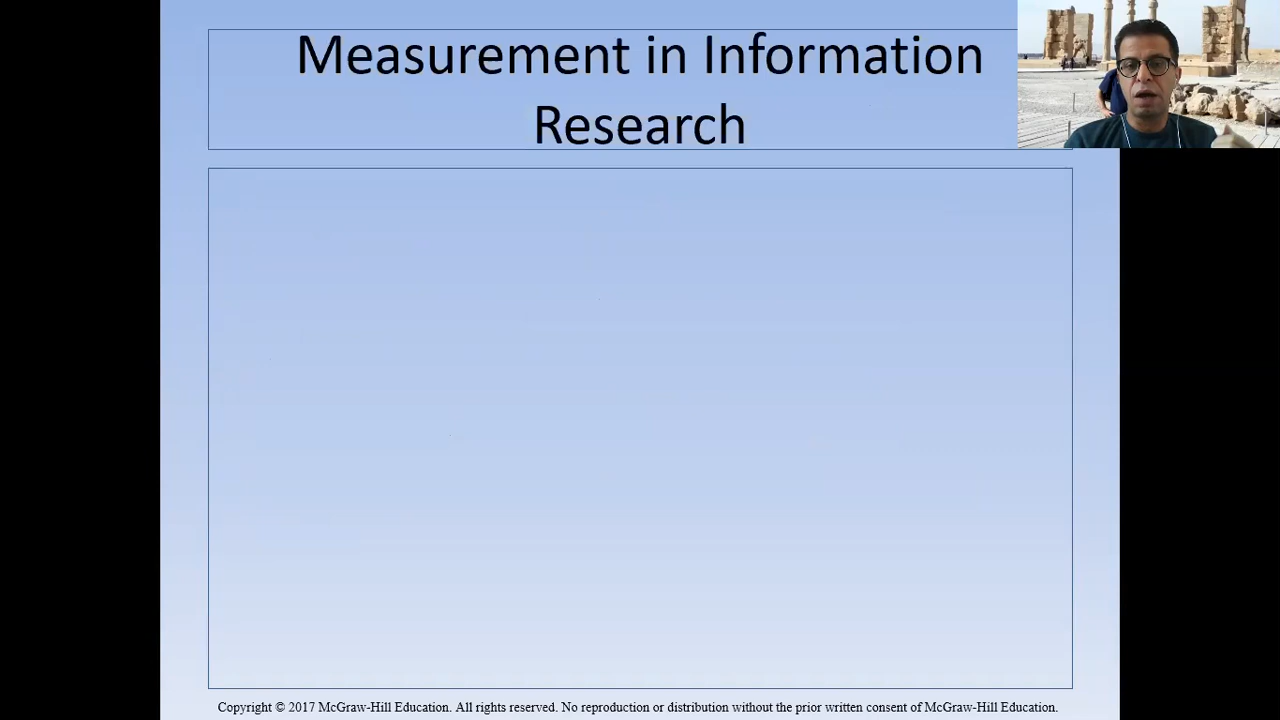 Measurement in Information
Research
Copyright © 2017 McGraw-Hill Education. All rights reserved. No reproduction or distribution without the prior written consent of McGraw-Hill Education.